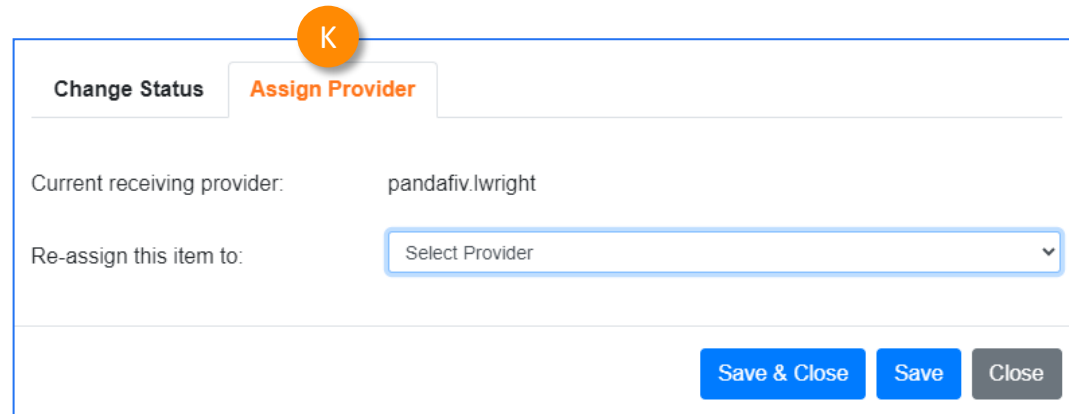 K
Change Status Assign Provider
Current receiving provider: pandafiv.lwright
Re-assign this item to: Select Provider
Save & Close Save Close